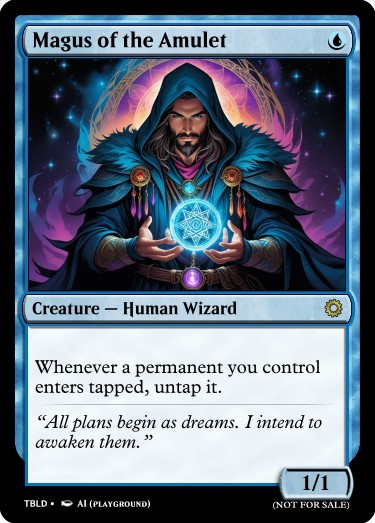 Magus of the Amulet
Creature — Human Wizard
Whenever a permanent you control
enters tapped, untap it.
“All plans begin as dreams. I intend to
awaken them.”
1/1
TBLD • AI (PLAYGROUND)
(NOT FOR SALE)